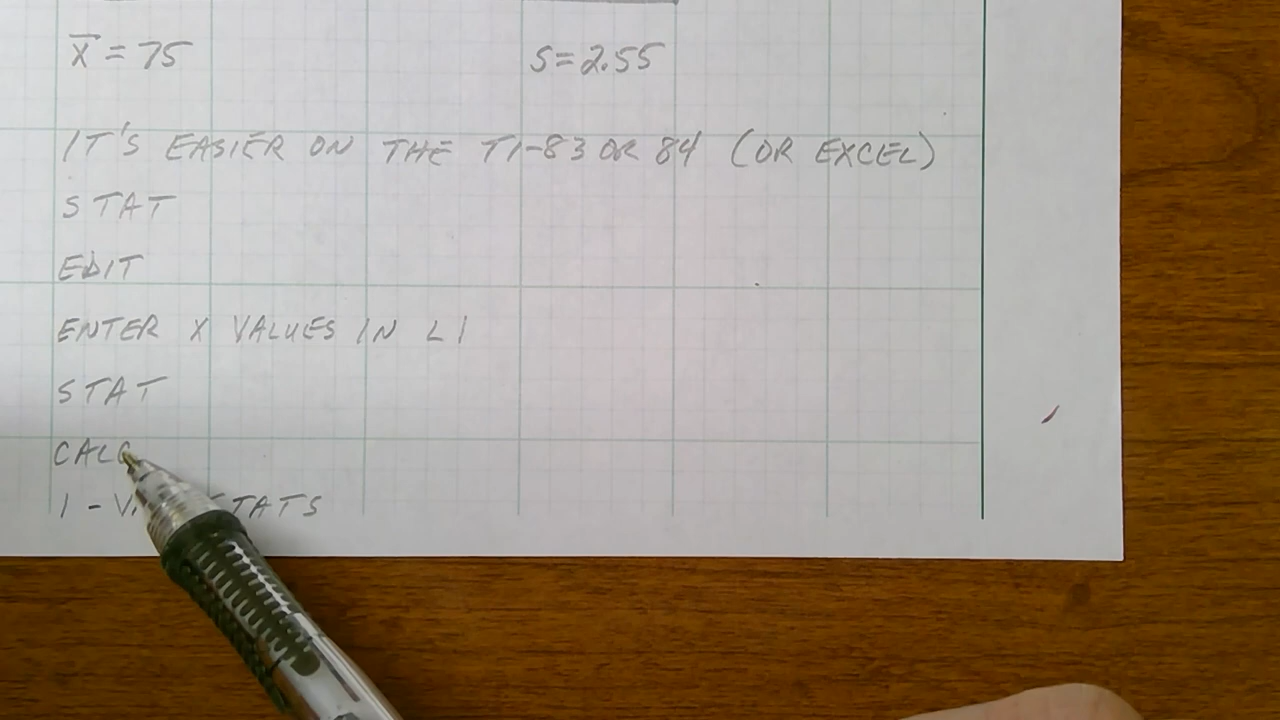 x̄ = 75 S = 2.55
IT'S EASIER ON THE TI-83 OR 84 (OR EXCEL)
STAT
EDIT
ENTER X VALUES IN L1
STAT
CALC
1 - V STATS